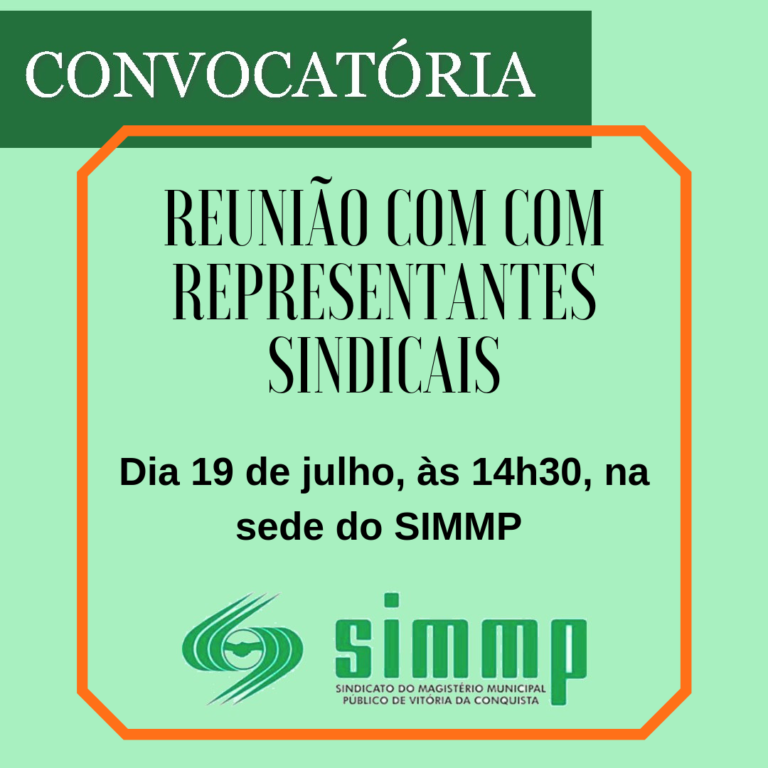 CONVOCATÓRIA
REUNIÃO COM COM
REPRESENTANTES
SINDICAIS
Dia 19 de julho, às 14h30, na
sede do SIMMP
simmp
SINDICATO DO MAGISTÉRIO MUNICIPAL
PÚBLICO DE VITÓRIA DA CONQUISTA